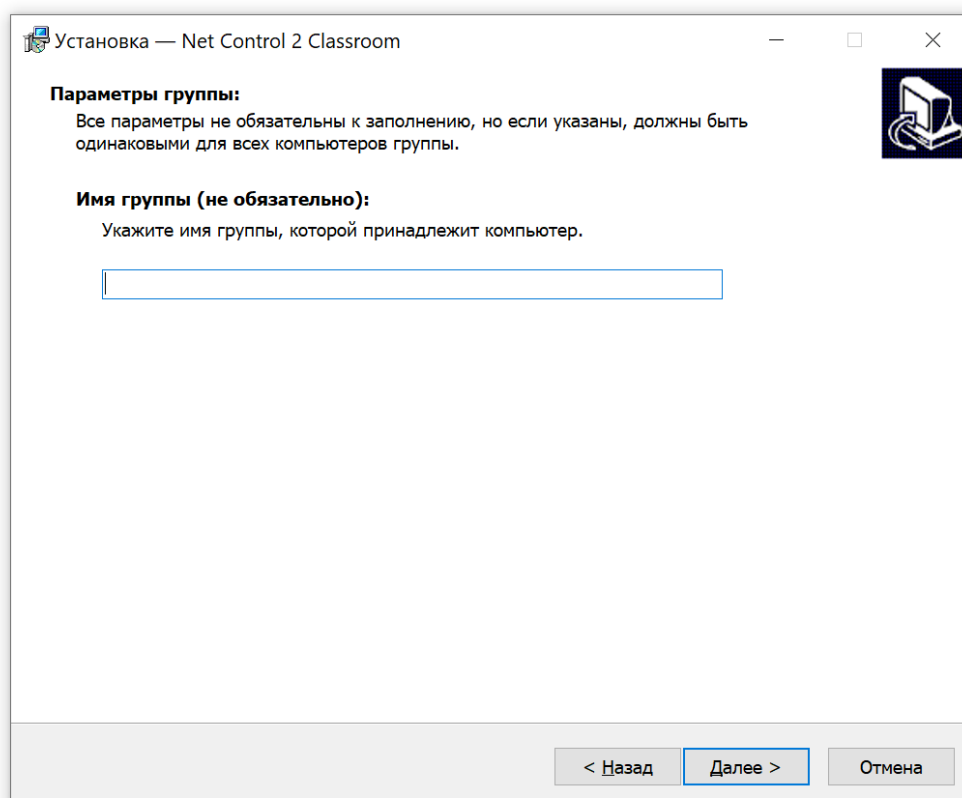 Установка — Net Control 2 Classroom
Параметры группы:
Все параметры не обязательны к заполнению, но если указаны, должны быть
одинаковыми для всех компьютеров группы.
Имя группы (не обязательно):
Укажите имя группы, которой принадлежит компьютер.
< Назад
Далее >
Отмена